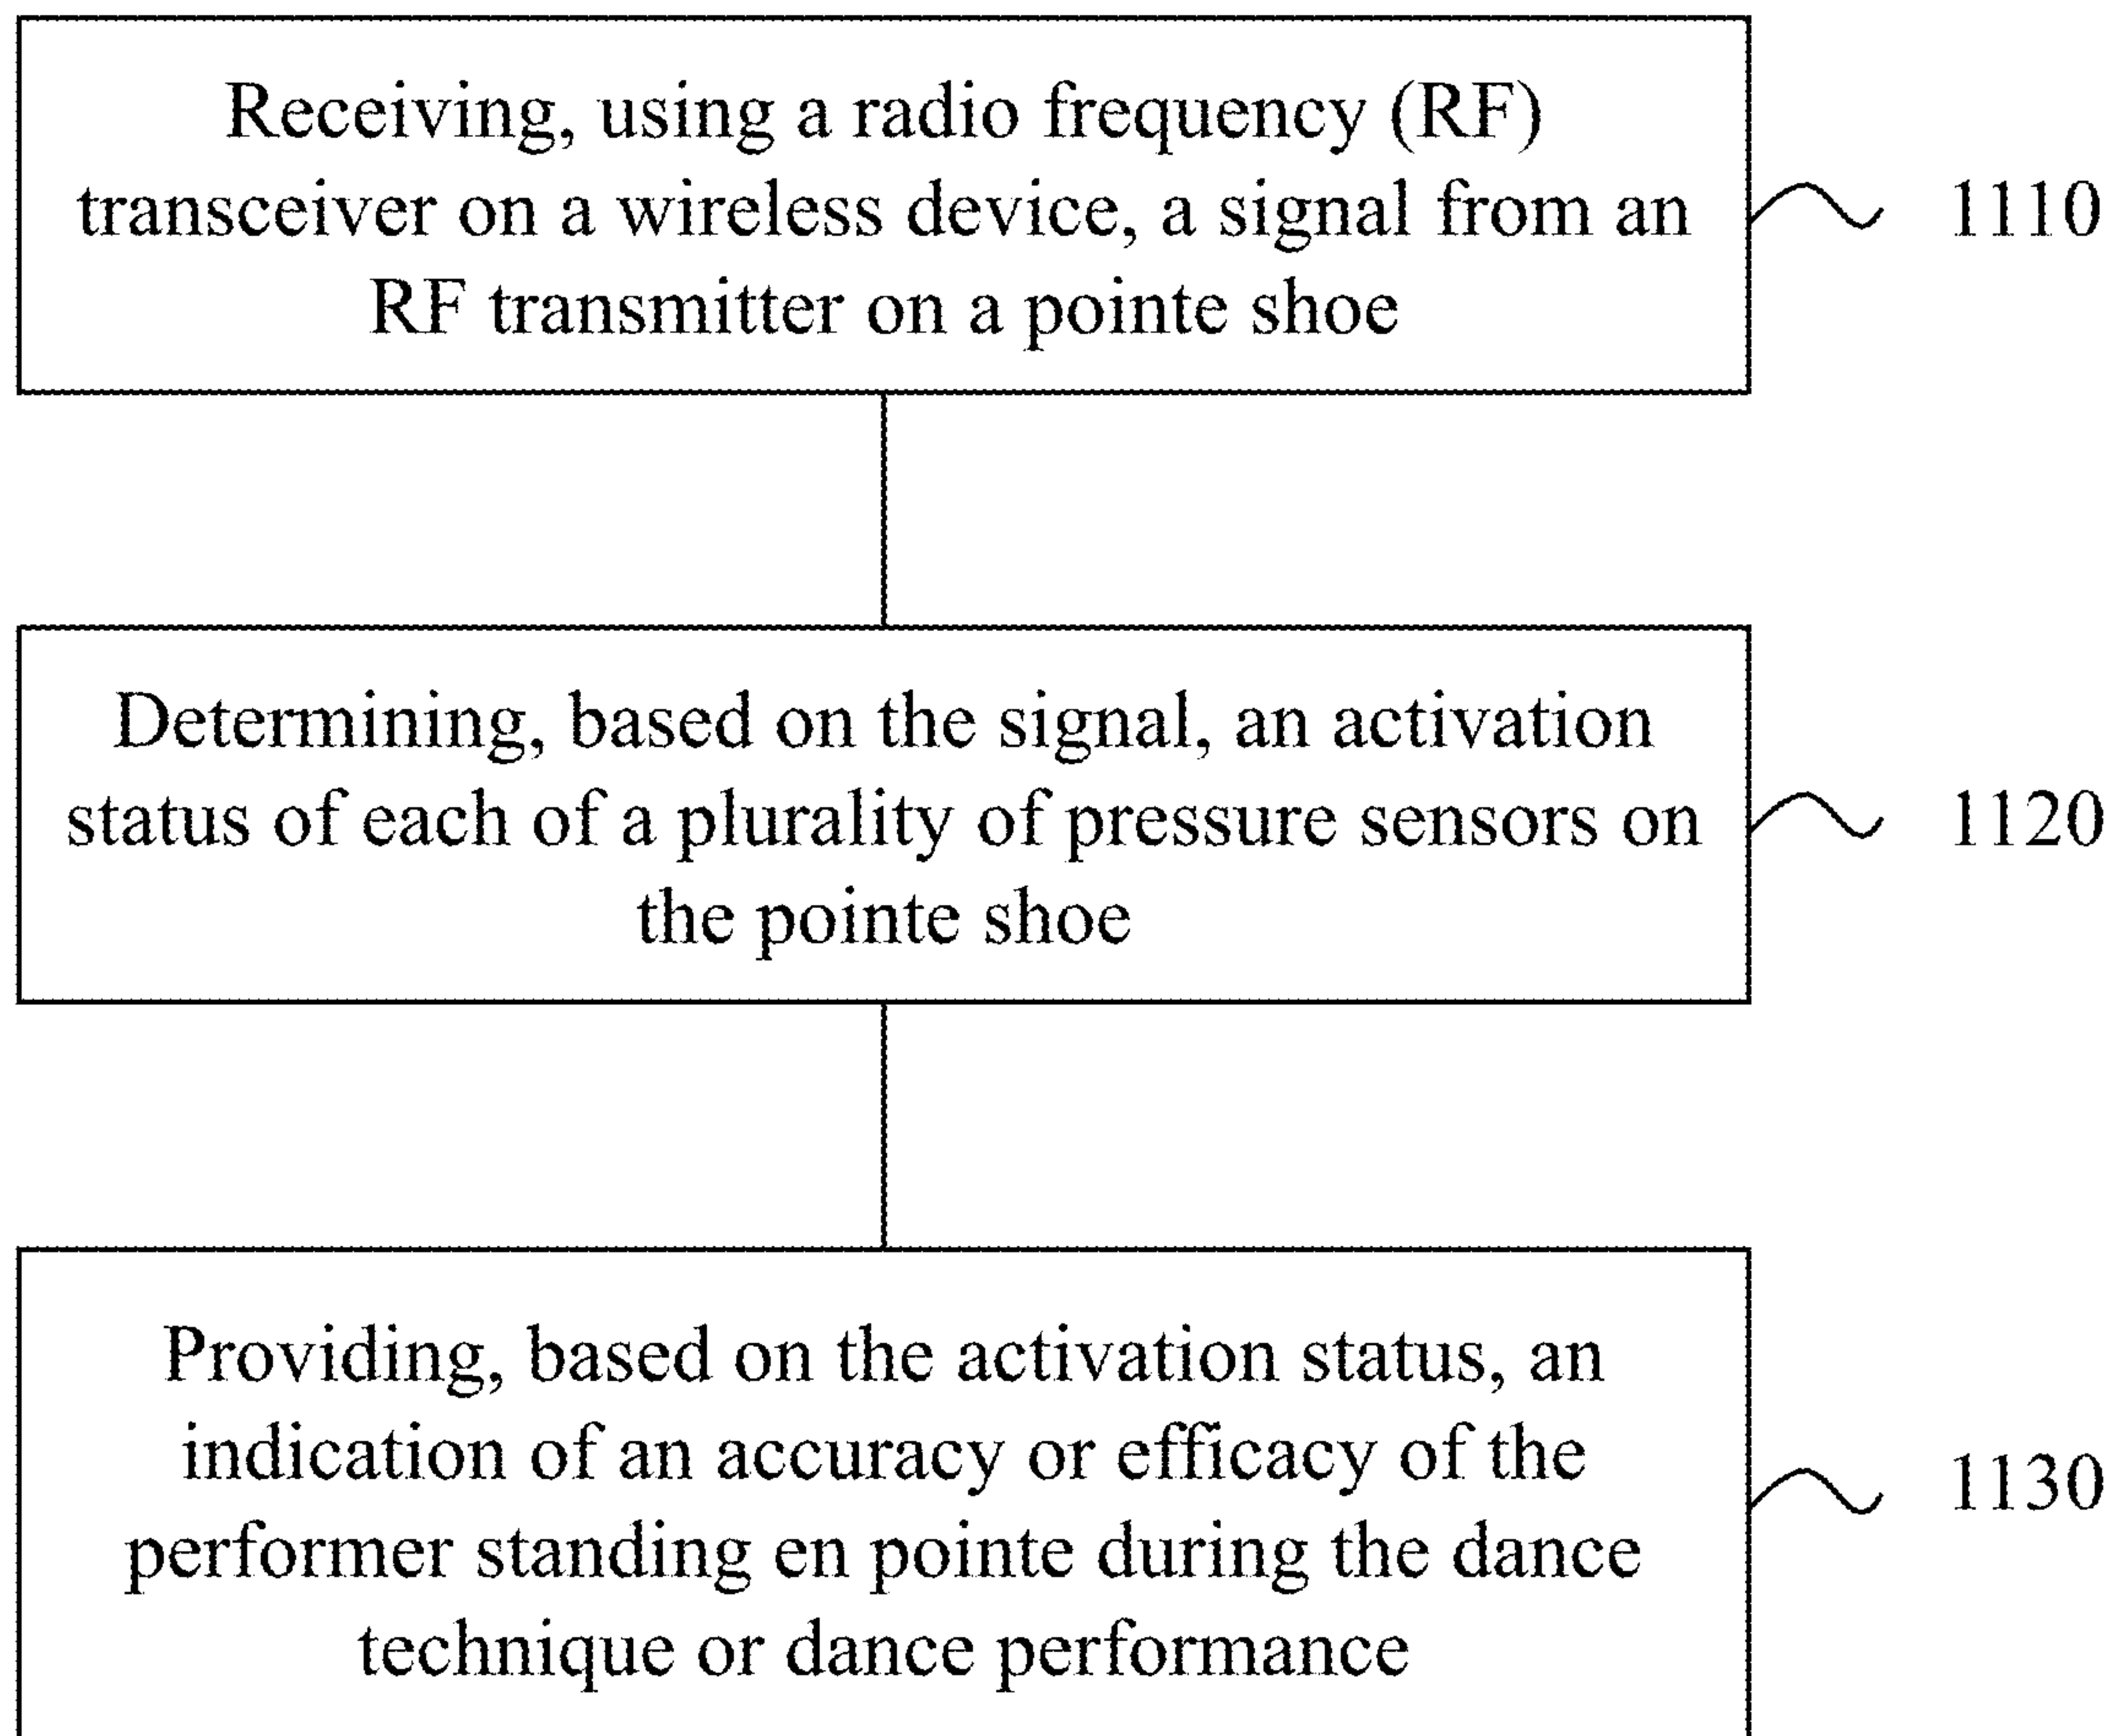 Receiving, using a radio frequency (RF)
transceiver on a wireless device, a signal from an
RF transmitter on a pointe shoe
1110
Determining, based on the signal, an activation
status of each of a plurality of pressure sensors on
the pointe shoe
1120
Providing, based on the activation status, an
indication of an accuracy or efficacy of the
performer standing en pointe during the dance
technique or dance performance
1130